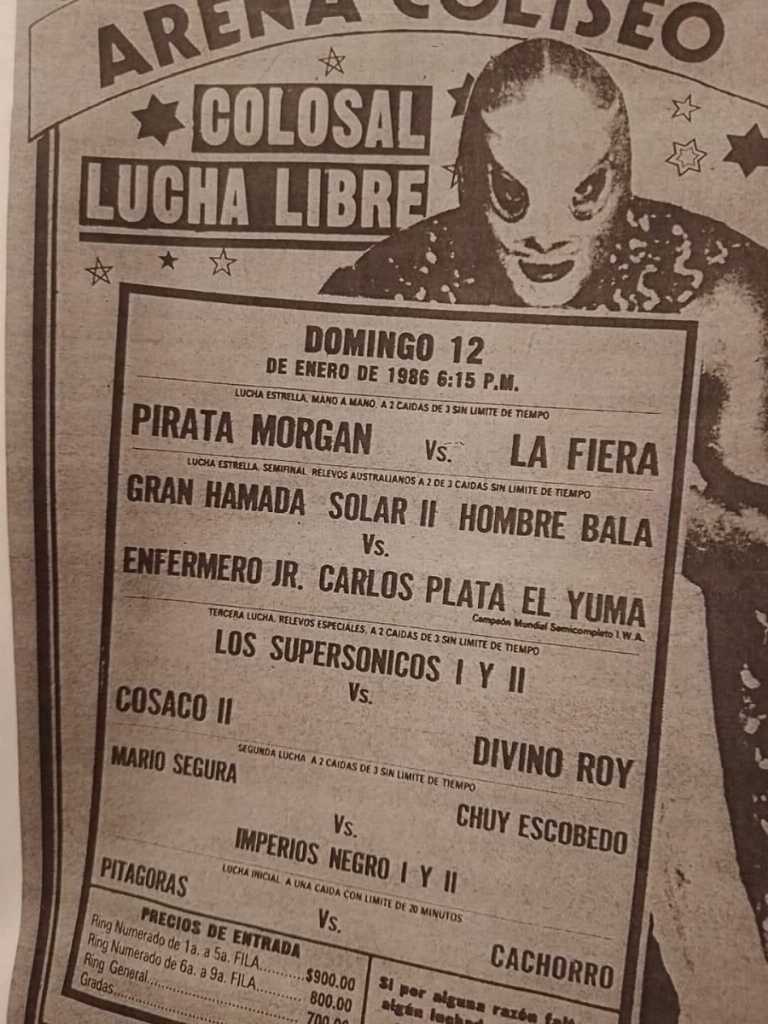 ARENA COLISEO
COLOSAL
LUCHA LIBRE
DOMINGO 12
DE ENERO DE 1986 6:15 P.M.
LUCHA ESTRELLA, MANO A MANO, A 2 CAIDAS DE 3 SIN LIMITE DE TIEMPO
PIRATA MORGAN Vs. LA FIERA
LUCHA ESTRELLA, SEMIFINAL, RELEVOS AUSTRALIANOS A 2 DE 3 CAIDAS SIN LIMITE DE TIEMPO
GRAN HAMADA SOLAR II HOMBRE BALA
Vs.
ENFERMERO JR. CARLOS PLATA EL YUMA
Campeón Mundial Semicompleto I.W.A.
TERCERA LUCHA, RELEVOS ESPECIALES, A 2 CAIDAS DE 3 SIN LIMITE DE TIEMPO
LOS SUPERSONICOS I Y II
Vs.
COSACO II DIVINO ROY
SEGUNDA LUCHA A 2 CAIDAS DE 3 SIN LIMITE DE TIEMPO
MARIO SEGURA CHUY ESCOBEDO
Vs.
IMPERIOS NEGRO I Y II
LUCHA INICIAL A UNA CAIDA CON LIMITE DE 20 MINUTOS
PITAGORAS Vs. CACHORRO
PRECIOS DE ENTRADA
Ring Numerado de 1a. a 5a. FILA..........$900.00
Ring Numerado de 6a. a 9a. FILA.......... 800.00
Ring General.......... 700.00
Gradas..........
Si por alguna razón
algún